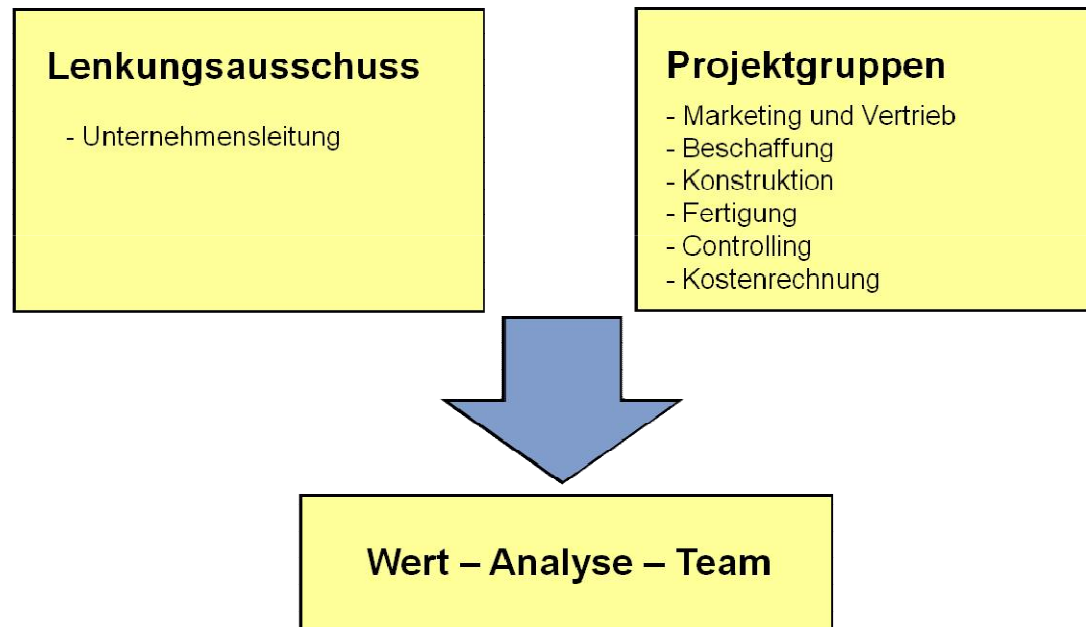 Lenkungsausschuss
- Unternehmensleitung
Projektgruppen
- Marketing und Vertrieb
- Beschaffung
- Konstruktion
- Fertigung
- Controlling
- Kostenrechnung
Wert – Analyse – Team